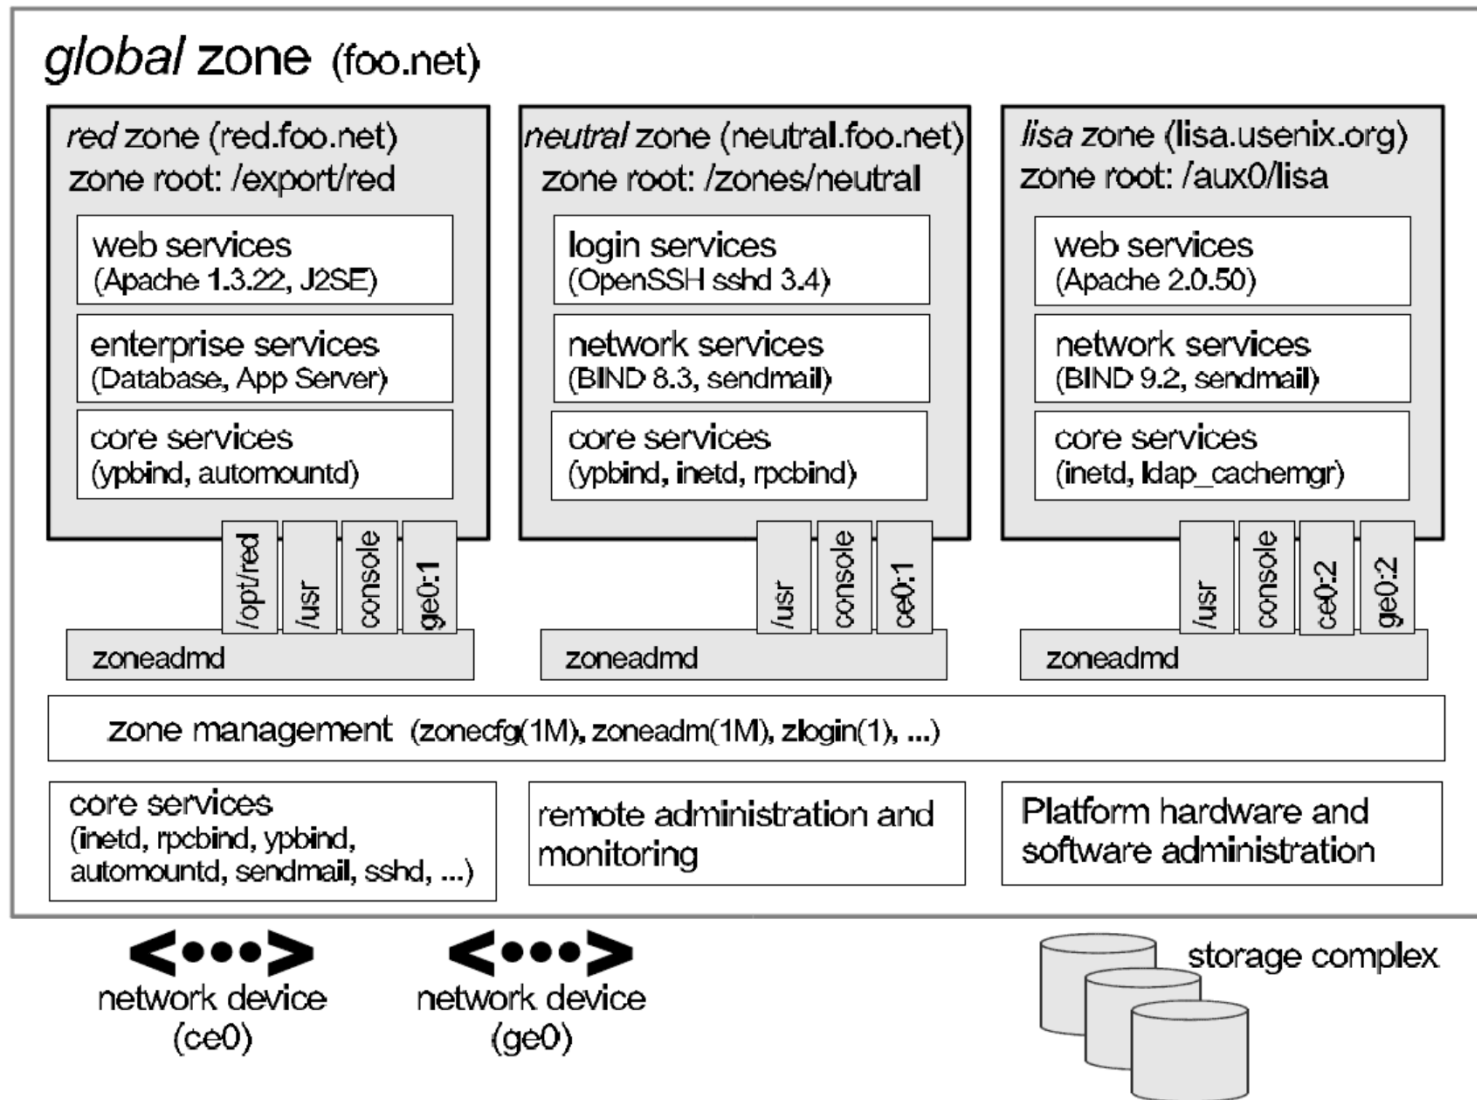 global zone (foo.net)
red zone (red.foo.net)
zone root: /export/red
web services
(Apache 1.3.22, J2SE)
enterprise services
(Database, App Server)
core services
(ypbind, automountd)
/opt/red
/usr
console
ge0:1
zoneadmd
neutral zone (neutral.foo.net)
zone root: /zones/neutral
login services
(OpenSSH sshd 3.4)
network services
(BIND 8.3, sendmail)
core services
(ypbind, inetd, rpcbind)
/usr
console
ce0:1
zoneadmd
lisa zone (lisa.usenix.org)
zone root: /aux0/lisa
web services
(Apache 2.0.50)
network services
(BIND 9.2, sendmail)
core services
(inetd, ldap_cachemgr)
/usr
console
ce0:2
ge0:2
zoneadmd
zone management (zonecfg(1M), zoneadm(1M), zlogin(1), ...)
core services
(inetd, rpcbind, ypbind,
automountd, sendmail, sshd, ...)
remote administration and
monitoring
Platform hardware and
software administration
network device
(ce0)
network device
(ge0)
storage complex